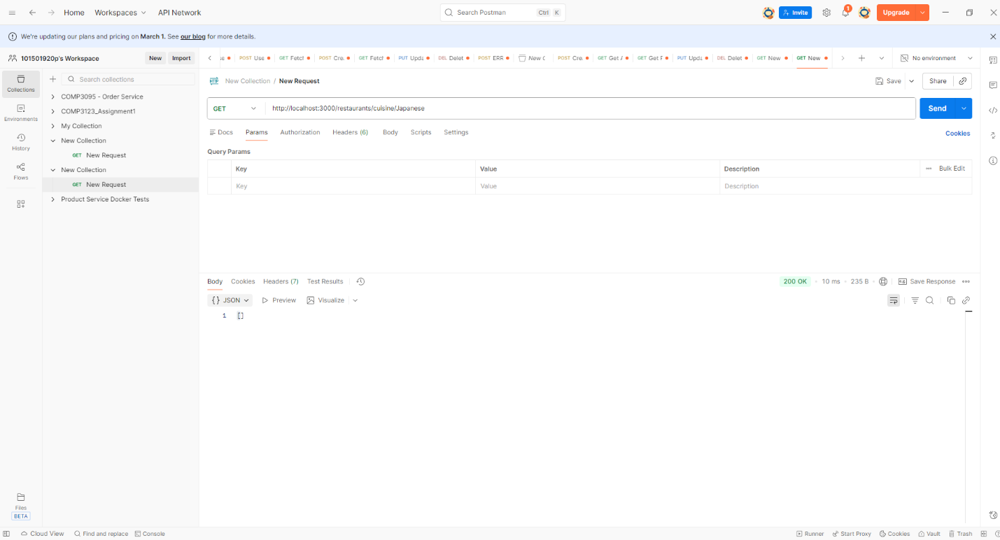 Home Workspaces API Network Search Postman Ctrl K Invite 1 Upgrade
We're updating our plans and pricing on March 1. See our blog for more details.
101501920p's Workspace New Import
POST Use GET Fetch POST Cre. GET Fetch PUT Upda DEL Delet POST ERR New C POST Cre. GET Get A GET Get F PUT Upda DEL Delet GET New GET New No environment
Collections
Environments
History
Flows
Files
BETA
Search collections
COMP3095 - Order Service
COMP3123_Assignment1
My Collection
New Collection
GET New Request
New Collection
GET New Request
Product Service Docker Tests
HTTP New Collection / New Request Save Share
GET http://localhost:3000/restaurants/cuisine/Japanese Send
Docs Params Authorization Headers (6) Body Scripts Settings Cookies
Query Params
Key Value Description Bulk Edit
Key Value Description
Body Cookies Headers (7) Test Results 200 OK 10 ms 235 B Save Response
{} JSON Preview Visualize
1 []
Cloud View Find and replace Console Runner Start Proxy Cookies Vault Trash